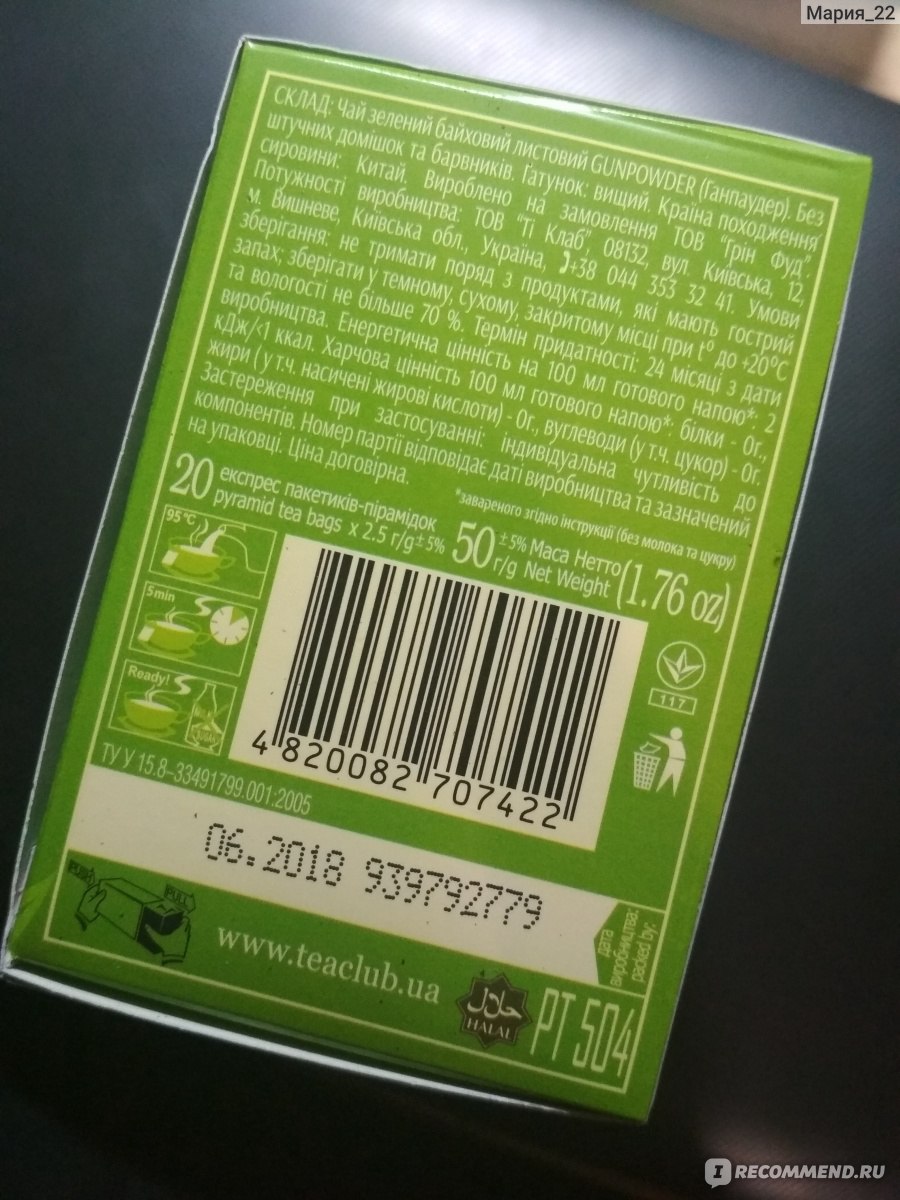 Мария_22
СКЛАД: Чай зелений байховий листовий GUNPOWDER (Ганпаудер). Без
штучних домішок та барвників. Ґатунок: вищий. Країна походження
сировини: Китай. Вироблено на замовлення ТОВ "Грін Фуд".
Потужності виробництва: ТОВ "Ті Клаб", 08132, вул. Київська, 12,
м. Вишневе, Київська обл., Україна, +38 044 353 32 41. Умови
зберігання: не тримати поряд з продуктами, які мають гострий
запах; зберігати у темному, сухому, закритому місці при t° до +20°С
та вологості не більше 70 %. Термін придатності: 24 місяці з дати
виробництва. Енергетична цінність на 100 мл готового напою*: 2
кДж/<1 ккал. Харчова цінність 100 мл готового напою*: білки - 0г.,
жири (у т.ч. насичені жирові кислоти) - 0г., вуглеводи (у т.ч. цукор) - 0г.
Застереження при застосуванні: індивідуальна чутливість до
компонентів. Номер партії відповідає даті виробництва та зазначений
на упаковці. Ціна договірна.
*завареного згідно інструкції (без молока та цукру)
20 експрес пакетиків-пірамідок
pyramid tea bags x 2.5 г/g±5%
50 ±5% Маса Нетто
г/g Net Weight (1.76 oz)
95 °C
5min
Ready!
117
4 820082 707422
ТУ У 15.8-33491799.001:2005
06.2018 939792779
дата
виробництва:
packed by:
PUSH
PULL
www.teaclub.ua
حلال
HALAL
РТ 504
IRECOMMEND.RU